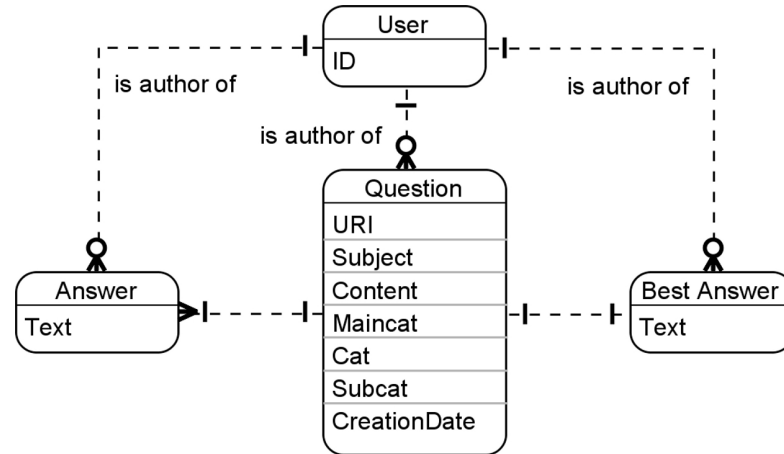 User
ID
is author of
is author of
is author of
Question
URI
Subject
Content
Maincat
Cat
Subcat
CreationDate
Answer
Text
Best Answer
Text